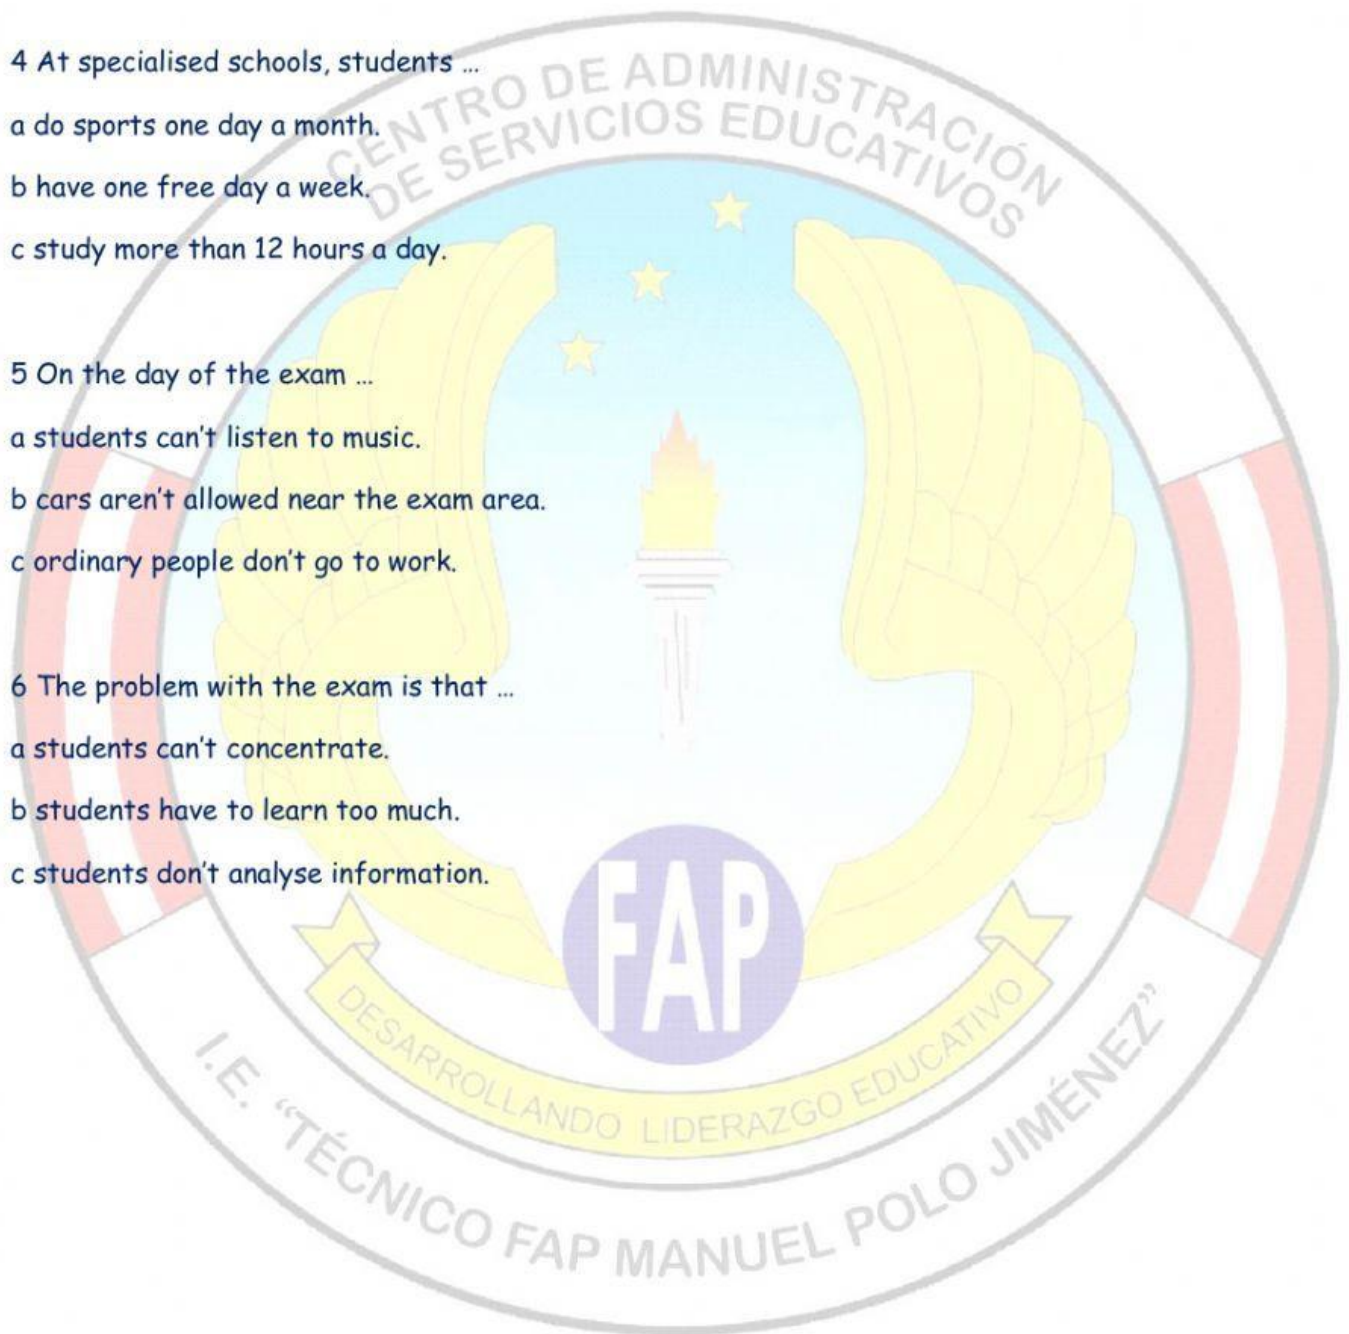 CENTRO DE ADMINISTRACIÓN
DE SERVICIOS EDUCATIVOS
4 At specialised schools, students ...
a do sports one day a month.
b have one free day a week.
c study more than 12 hours a day.
5 On the day of the exam ...
a students can't listen to music.
b cars aren't allowed near the exam area.
c ordinary people don't go to work.
6 The problem with the exam is that ...
a students can't concentrate.
b students have to learn too much.
c students don't analyse information.
FAP
DESARROLLANDO LIDERAZGO EDUCATIVO
I.E. “TÉCNICO FAP MANUEL POLO JIMÉNEZ”